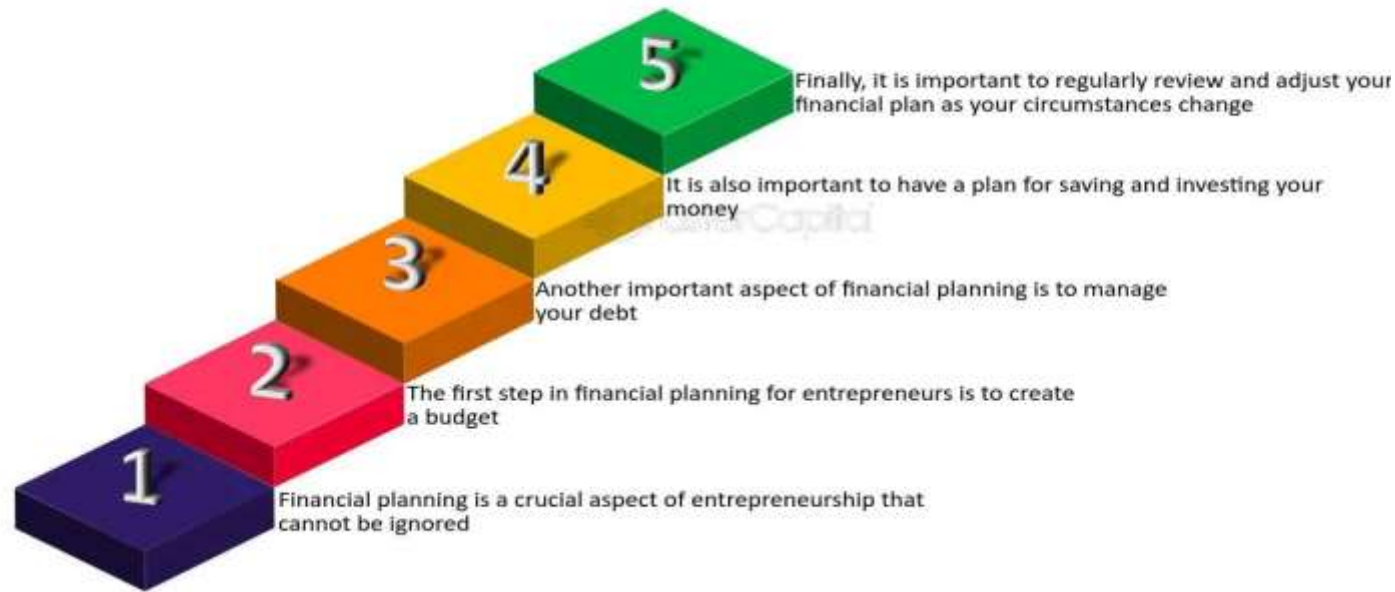 5
Finally, it is important to regularly review and adjust your
financial plan as your circumstances change
4
It is also important to have a plan for saving and investing your
money
3
Another important aspect of financial planning is to manage
your debt
2
The first step in financial planning for entrepreneurs is to create
a budget
1
Financial planning is a crucial aspect of entrepreneurship that
cannot be ignored